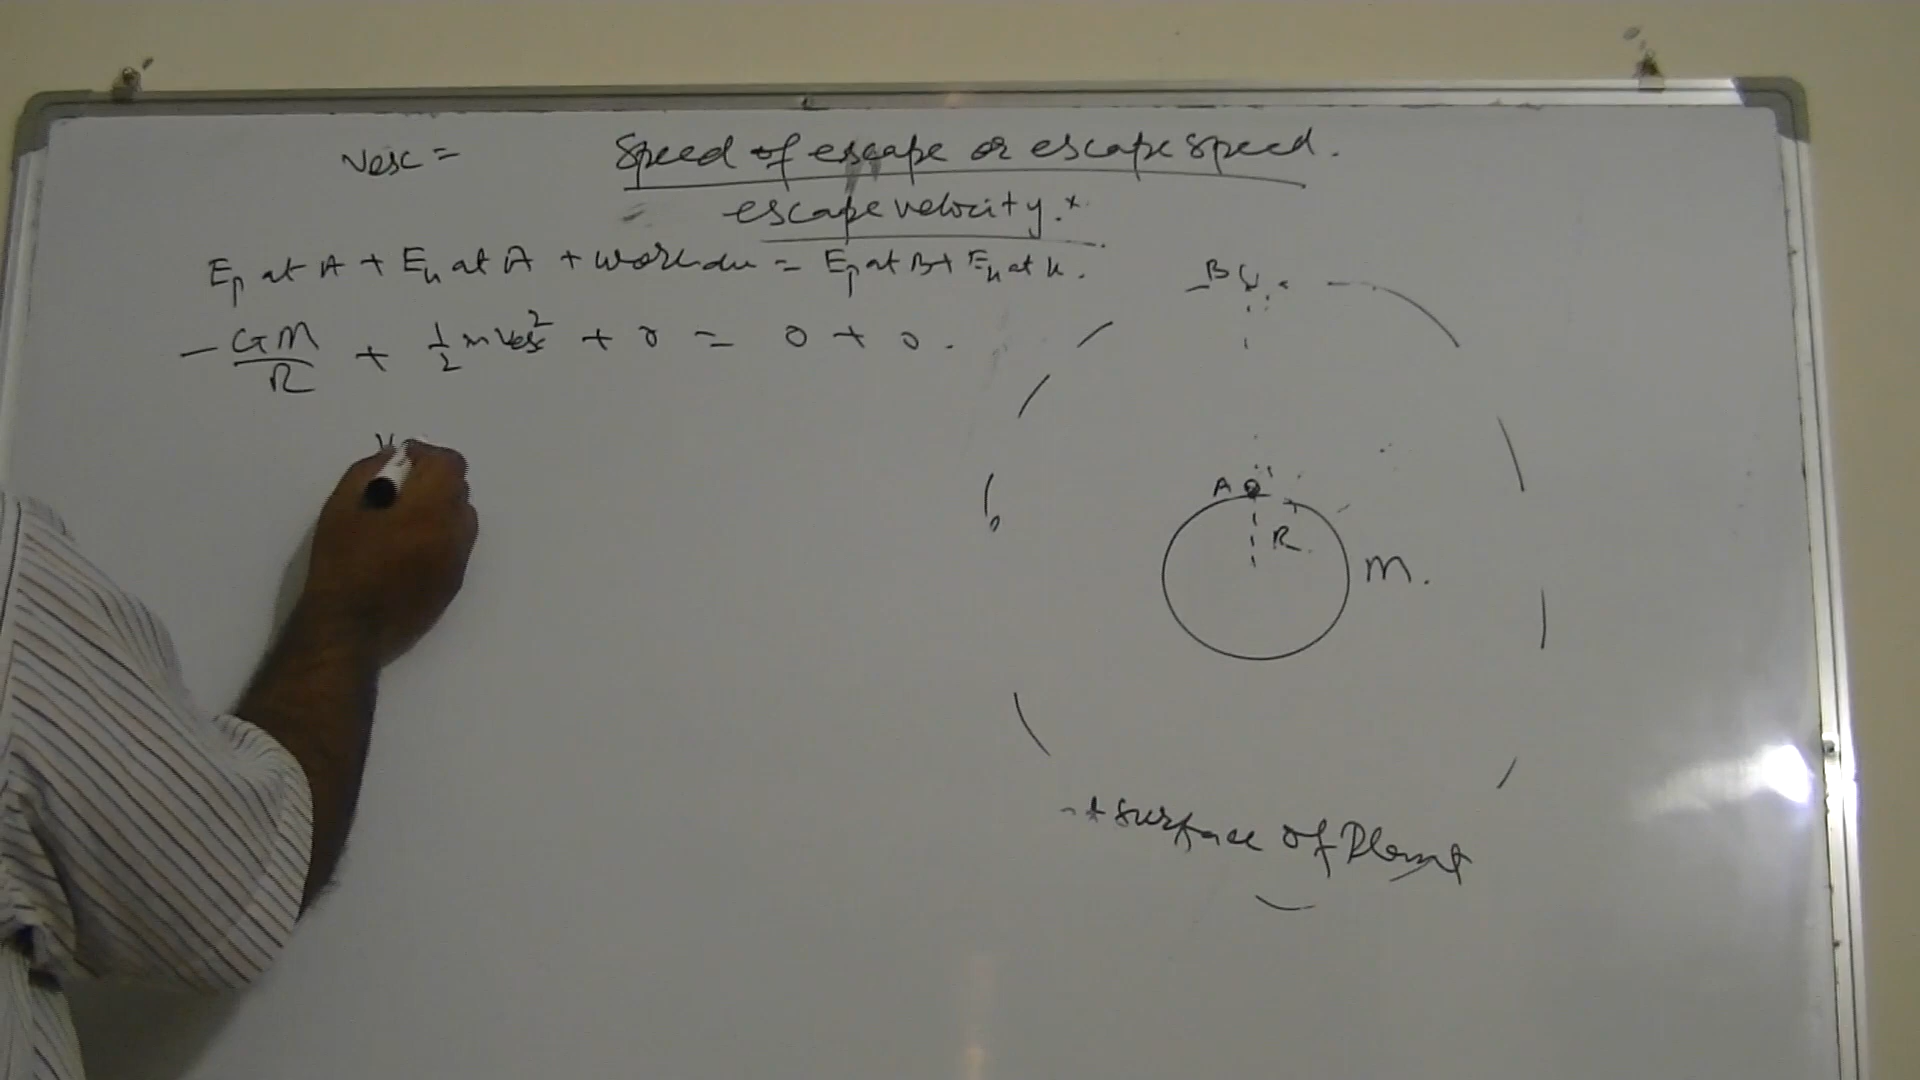 vesc =
Speed of escape or escape speed.
escape velocity. x
Ep at A + Ek at A + work = Ep at B + Ek at
-GM/R + 1/2 m vesc² + 0 = 0 + 0.
V
B
A
R
M.
surface of Planet